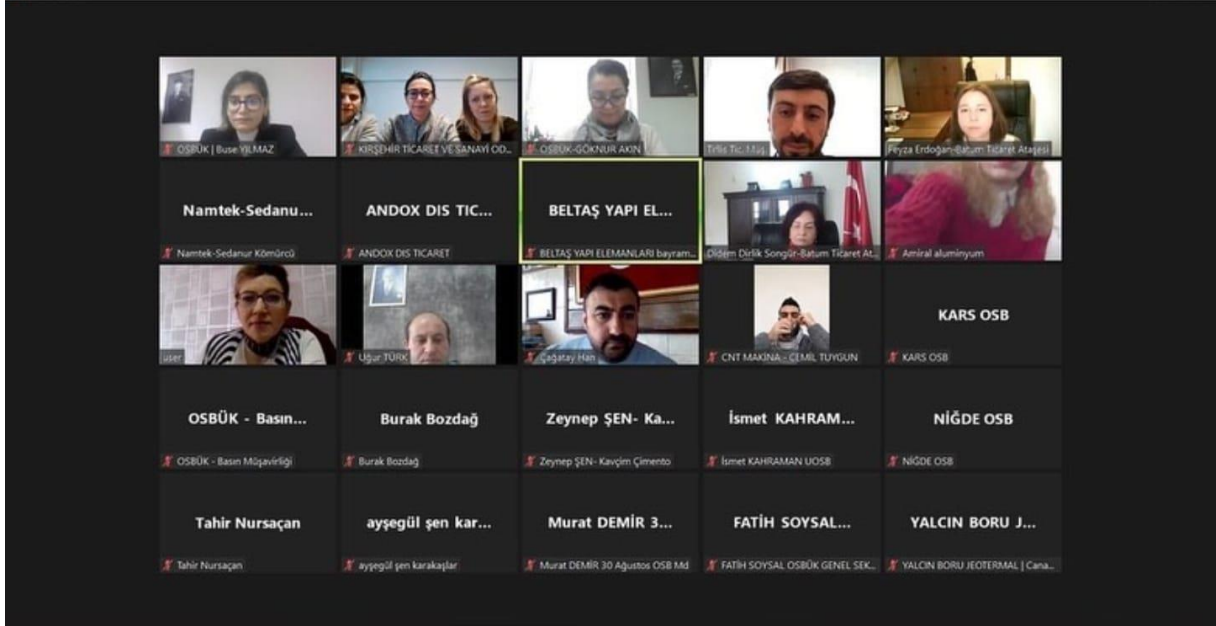 OSBÜK | Buse YILMAZ
KIRŞEHİR TİCARET VE SANAYİ OD...
OSBÜK-GÖKNUR AKIN
Tiflis Tic. Müş.
Feyza Erdoğan-Batum Ticaret Ataşesi
Namtek-Sedanu...
Namtek-Sedanur Kömürcü
ANDOX DIS TIC...
ANDOX DIS TICARET
BELTAŞ YAPI EL...
BELTAŞ YAPI ELEMANLARI bayram...
Didem Dirlik Songür-Batum Ticaret At...
Amiral aluminyum
user
Uğur TÜRK
Çağatay Han
CNT MAKİNA - CEMİL TUYGUN
KARS OSB
KARS OSB
OSBÜK - Basın...
OSBÜK - Basın Müşavirliği
Burak Bozdağ
Burak Bozdağ
Zeynep ŞEN- Ka...
Zeynep ŞEN- Kavçim Çimento
İsmet KAHRAM...
İsmet KAHRAMAN UOSB
NİĞDE OSB
NİĞDE OSB
Tahir Nursaçan
Tahir Nursaçan
ayşegül şen kar...
ayşegül şen karakaşlar
Murat DEMİR 3...
Murat DEMİR 30 Ağustos OSB Md
FATİH SOYSAL...
FATİH SOYSAL OSBÜK GENEL SEK...
YALCIN BORU J...
YALCIN BORU JEOTERMAL | Cana...